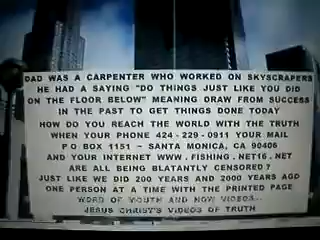 DAD WAS A CARPENTER WHO WORKED ON SKYSCRAPERS
HE HAD A SAYING "DO THINGS JUST LIKE YOU DID
ON THE FLOOR BELOW" MEANING DRAW FROM SUCCESS
IN THE PAST TO GET THINGS DONE TODAY
HOW DO YOU REACH THE WORLD WITH THE TRUTH
WHEN YOUR PHONE 424 - 229 - 0911 YOUR MAIL
P O BOX 1151 ~ SANTA MONICA, CA 90406
AND YOUR INTERNET WWW . FISHING . NET16 . NET
ARE ALL BEING BLATANTLY CENSORED ?
JUST LIKE WE DID 200 YEARS AND 2000 YEARS AGO
ONE PERSON AT A TIME WITH THE PRINTED PAGE
WORD OF MOUTH AND NOW VIDEOS..
JESUS CHRIST'S VIDEOS OF TRUTH